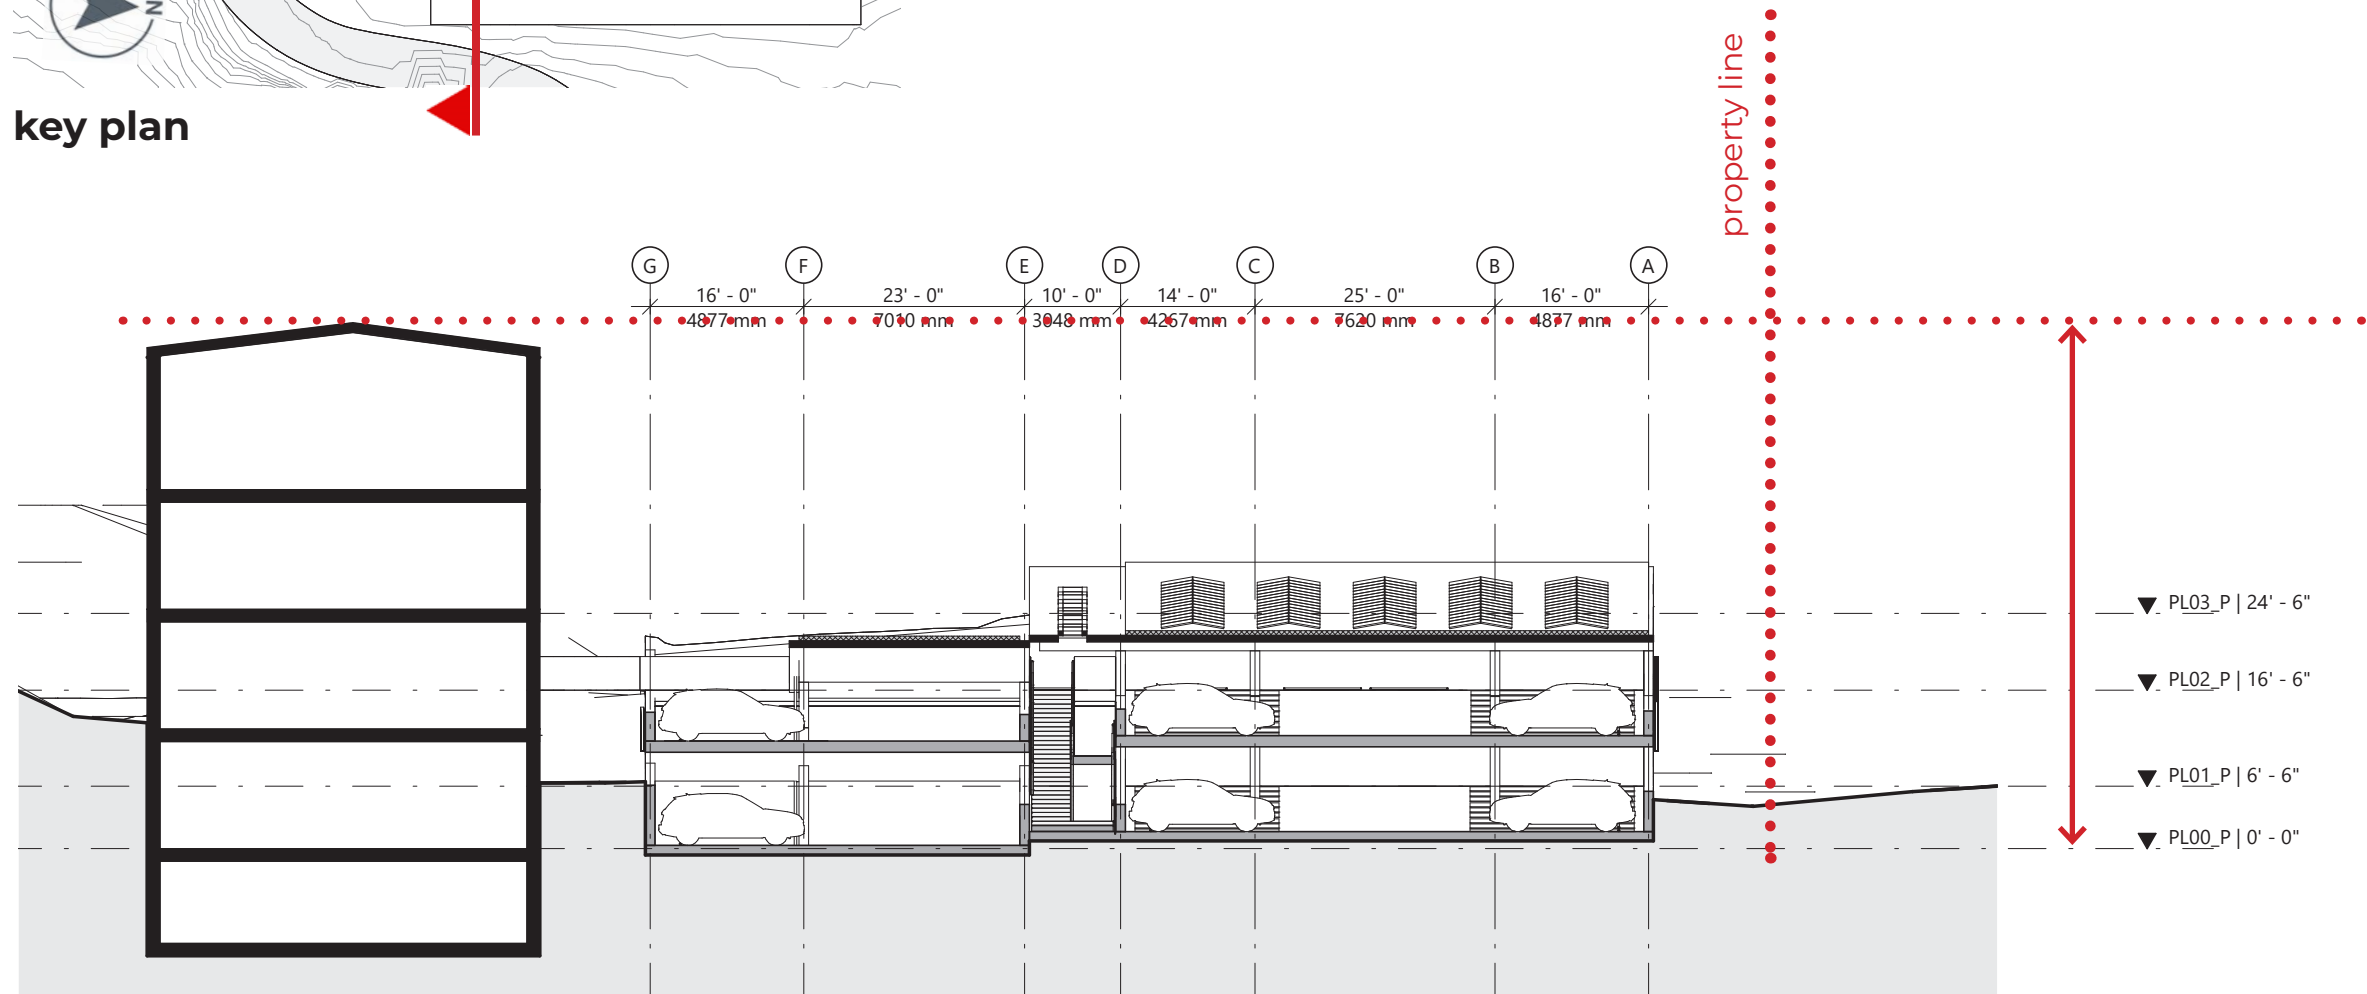 N
key plan
property line
G F E D C B A
16' - 0" 23' - 0" 10' - 0" 14' - 0" 25' - 0" 16' - 0"
4877 mm 7010 mm 3048 mm 4267 mm 7620 mm 4877 mm
PL03_P | 24' - 6"
PL02_P | 16' - 6"
PL01_P | 6' - 6"
PL00_P | 0' - 0"